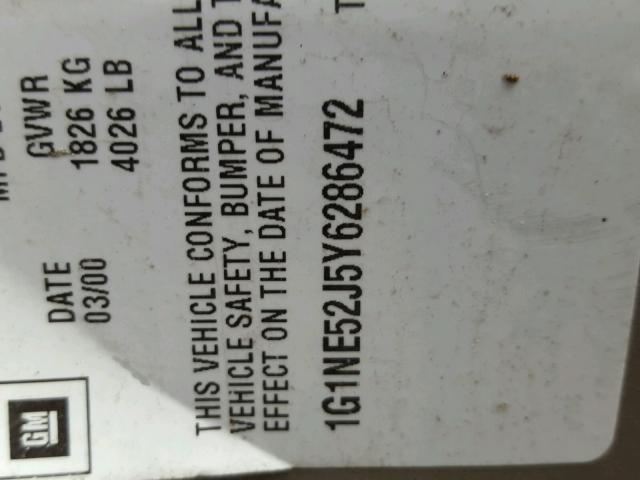 GM
DATE GVWR
03/00 1826 KG
4026 LB
THIS VEHICLE CONFORMS TO ALL
VEHICLE SAFETY, BUMPER, AND T
EFFECT ON THE DATE OF MANUFA
1G1NE52J5Y6286472